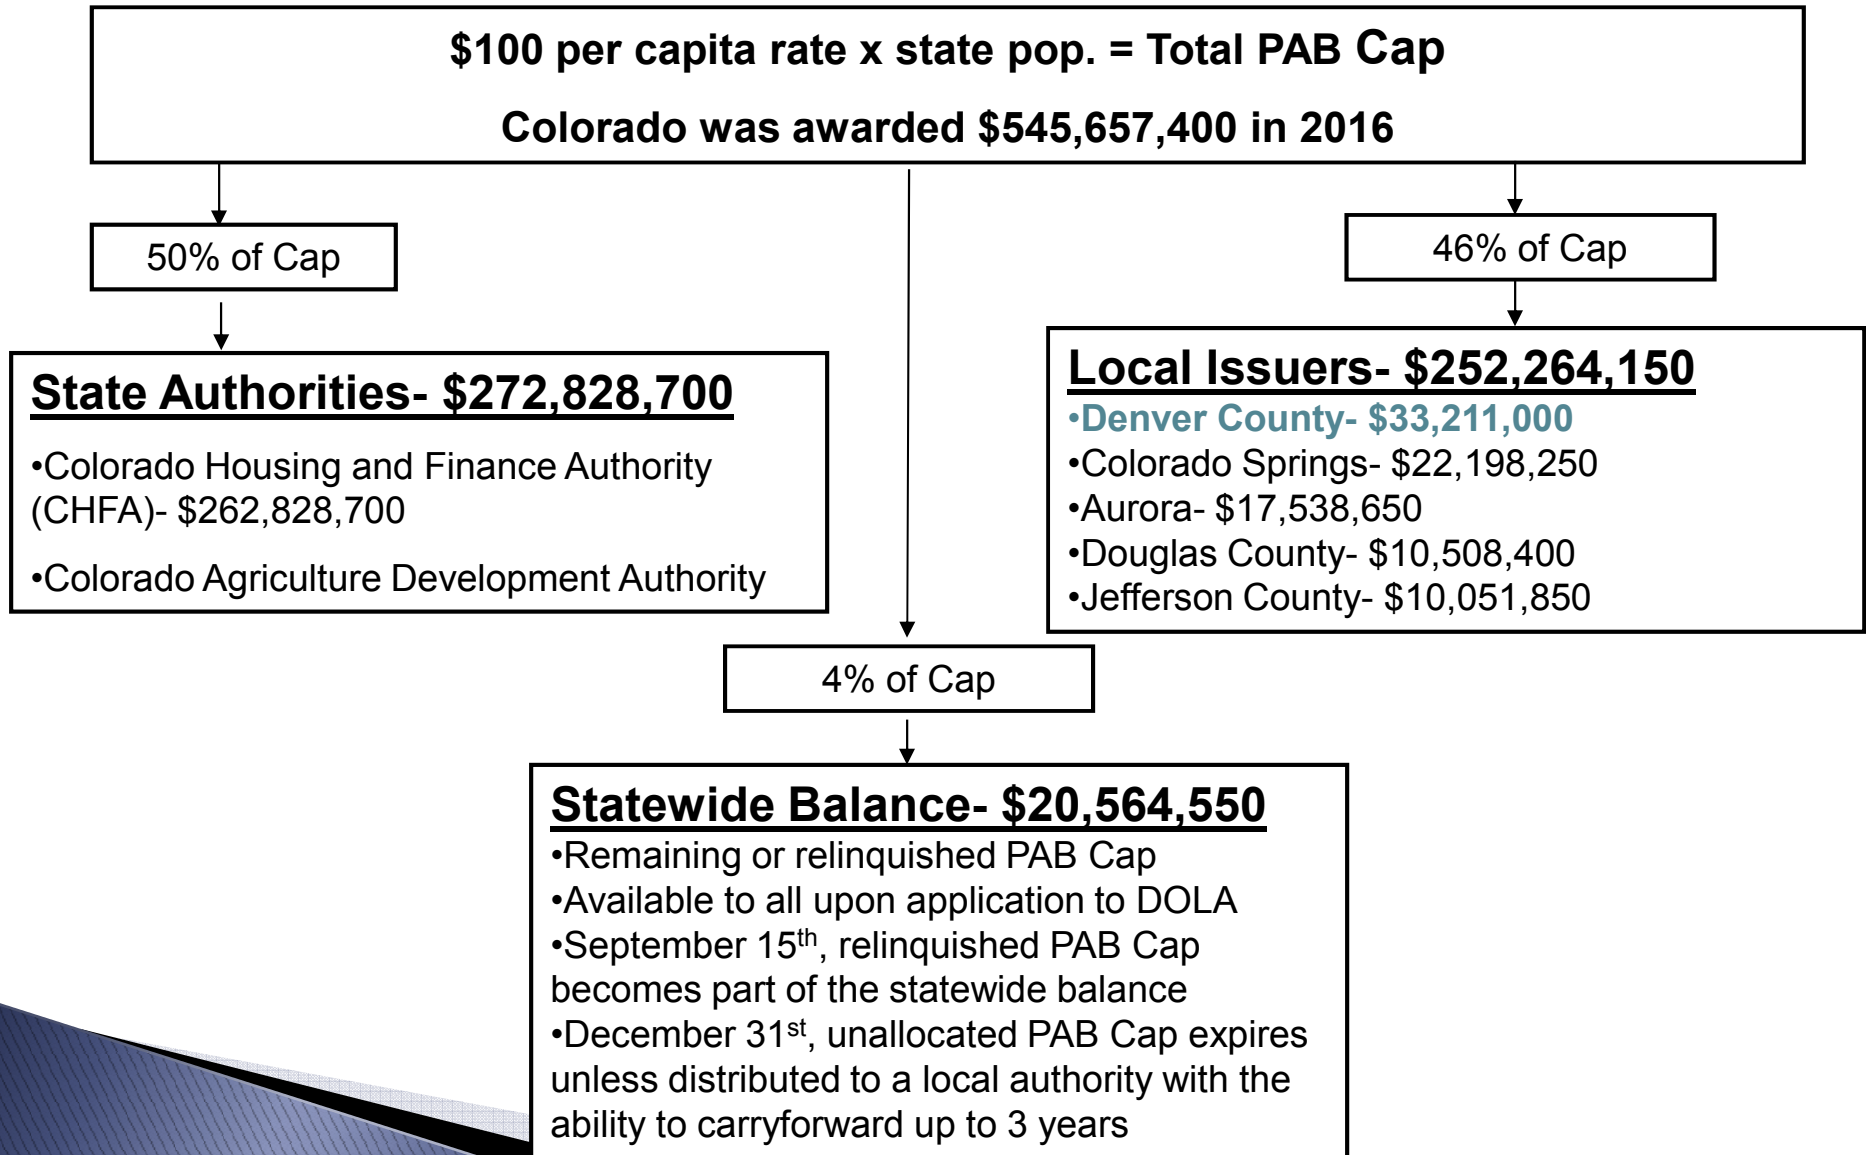 $100 per capita rate x state pop. = Total PAB Cap
Colorado was awarded $545,657,400 in 2016
50% of Cap
46% of Cap
State Authorities- $272,828,700
•Colorado Housing and Finance Authority
(CHFA)- $262,828,700
•Colorado Agriculture Development Authority
Local Issuers- $252,264,150
•Denver County- $33,211,000
•Colorado Springs- $22,198,250
•Aurora- $17,538,650
•Douglas County- $10,508,400
•Jefferson County- $10,051,850
4% of Cap
Statewide Balance- $20,564,550
•Remaining or relinquished PAB Cap
•Available to all upon application to DOLA
•September 15th, relinquished PAB Cap
becomes part of the statewide balance
•December 31st, unallocated PAB Cap expires
unless distributed to a local authority with the
ability to carryforward up to 3 years